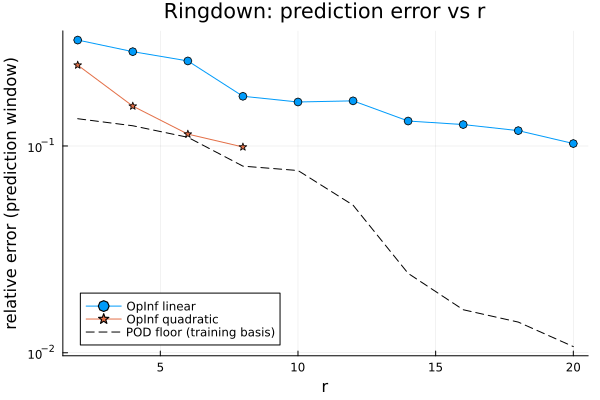 Ringdown: prediction error vs r
relative error (prediction window)
10⁻¹
10⁻²
OpInf linear
OpInf quadratic
POD floor (training basis)
5
10
15
20
r